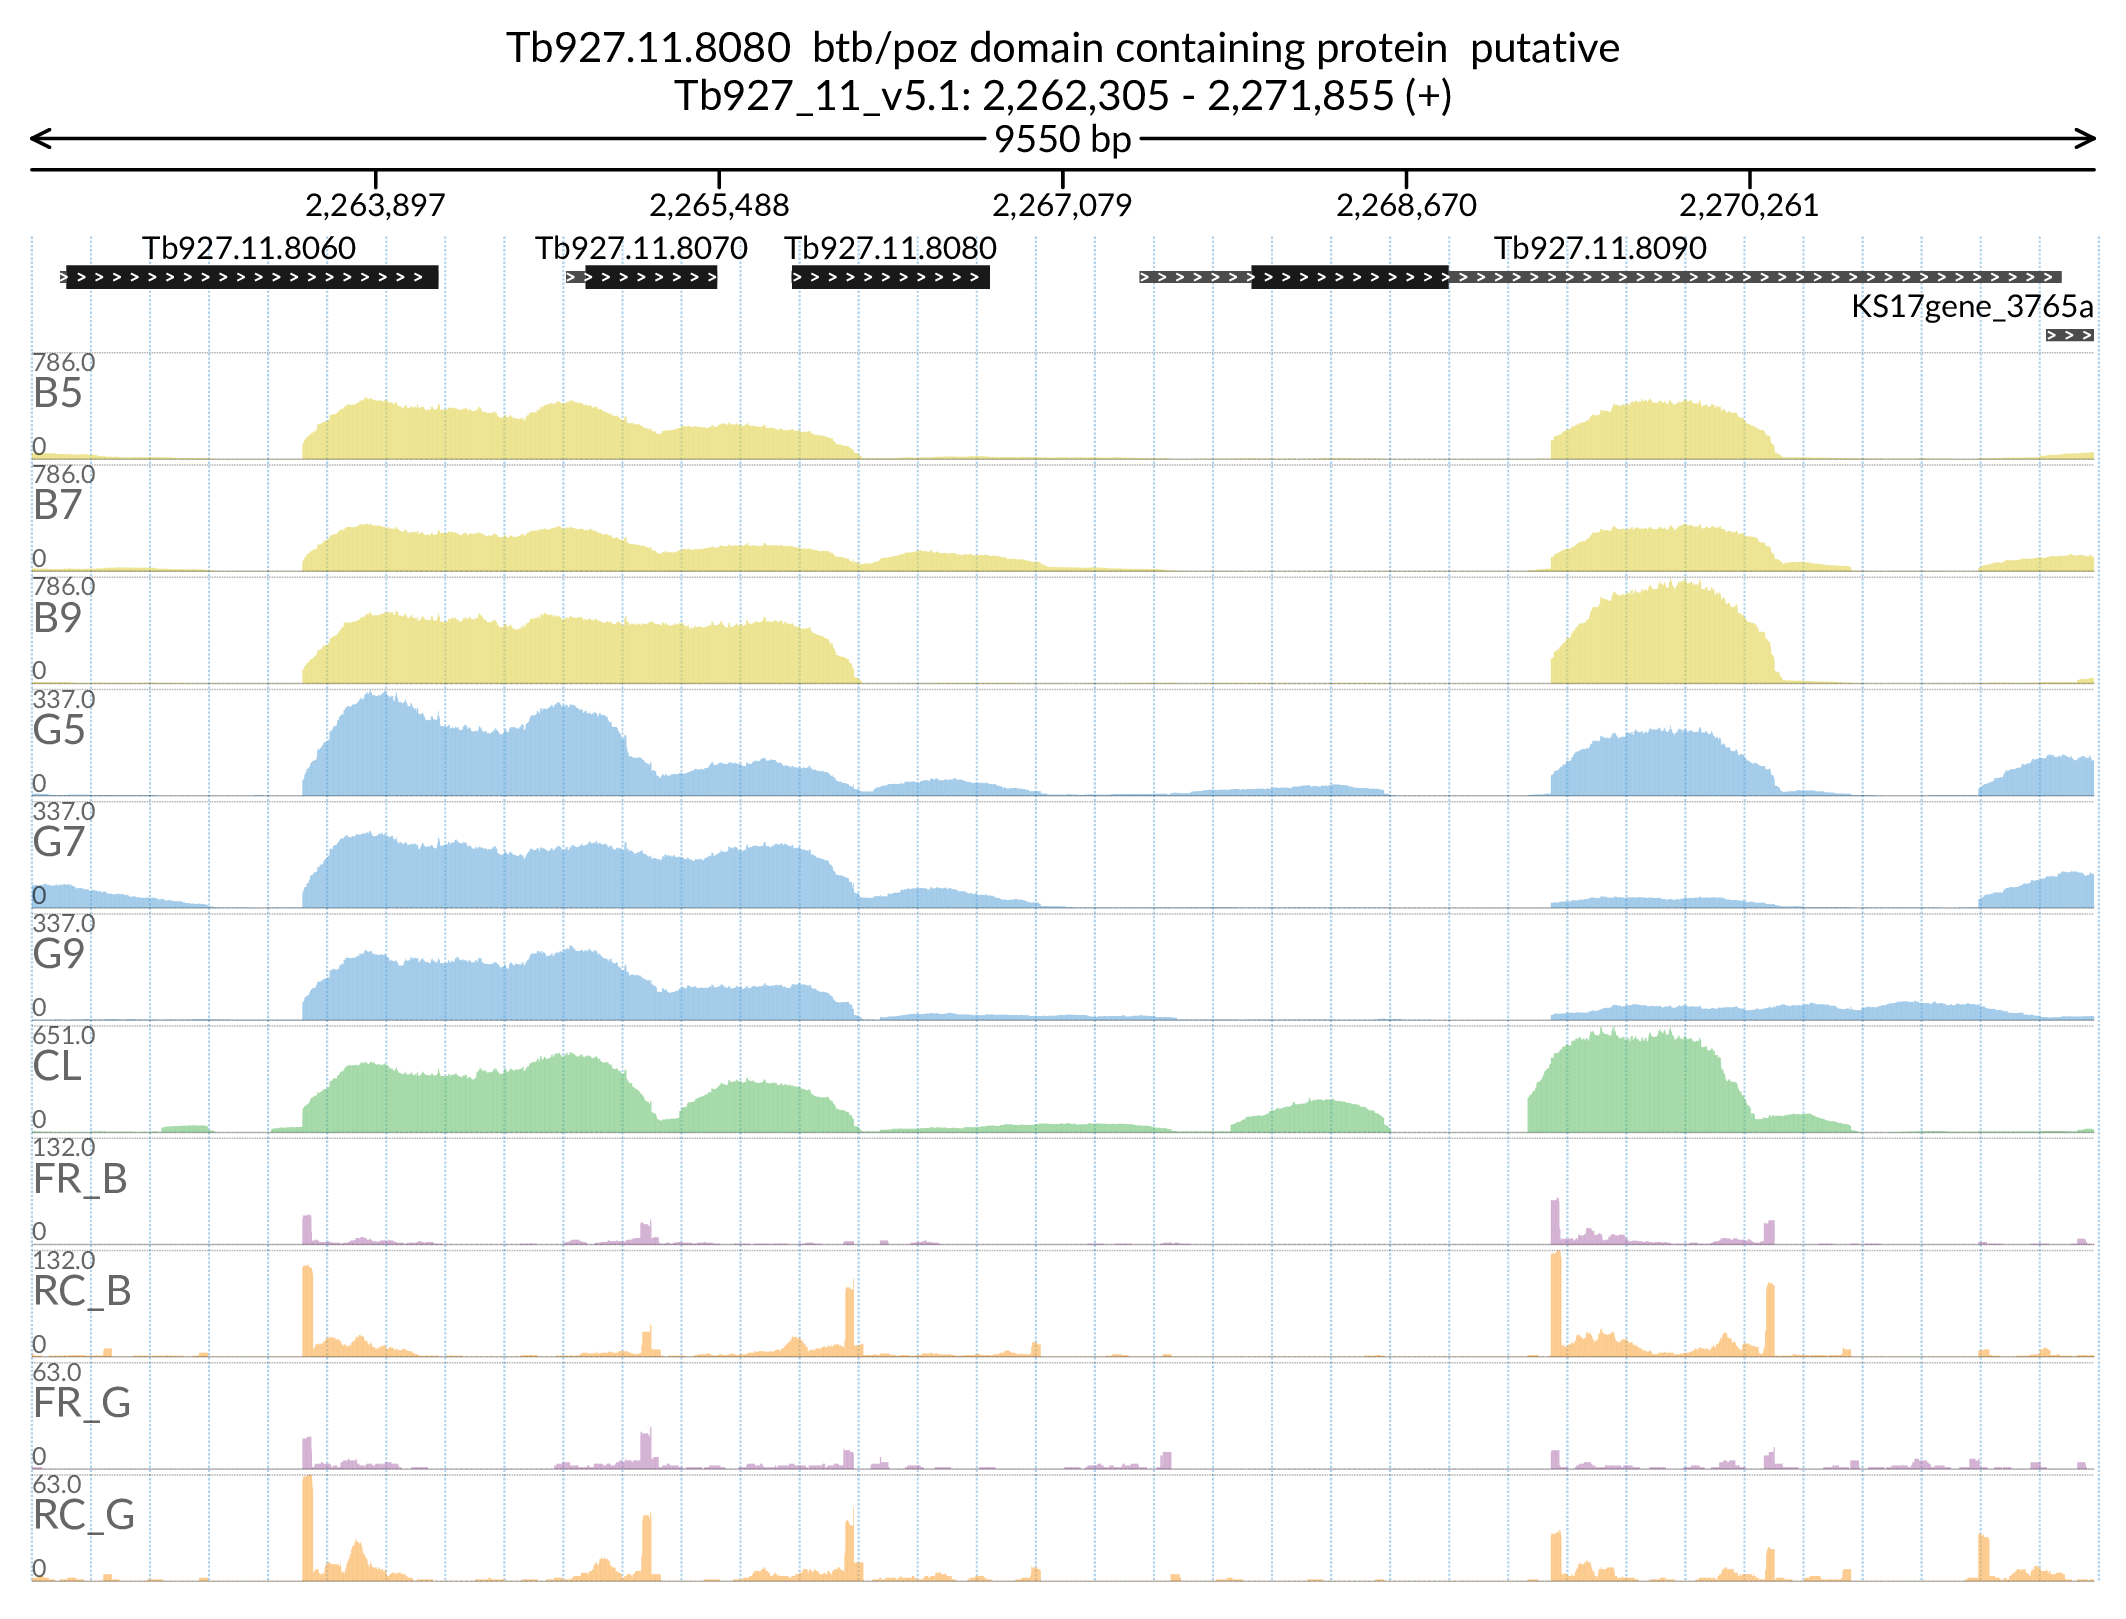 Tb927.11.8080  btb/poz domain containing protein  putative
Tb927_11_v5.1: 2,262,305 - 2,271,855 (+)
9550 bp
2,263,897 2,265,488 2,267,079 2,268,670 2,270,261
Tb927.11.8060 Tb927.11.8070 Tb927.11.8080 Tb927.11.8090
KS17gene_3765a
786.0
B5
0
786.0
B7
0
786.0
B9
0
337.0
G5
0
337.0
G7
0
337.0
G9
0
651.0
CL
0
132.0
FR_B
0
132.0
RC_B
0
63.0
FR_G
0
63.0
RC_G
0